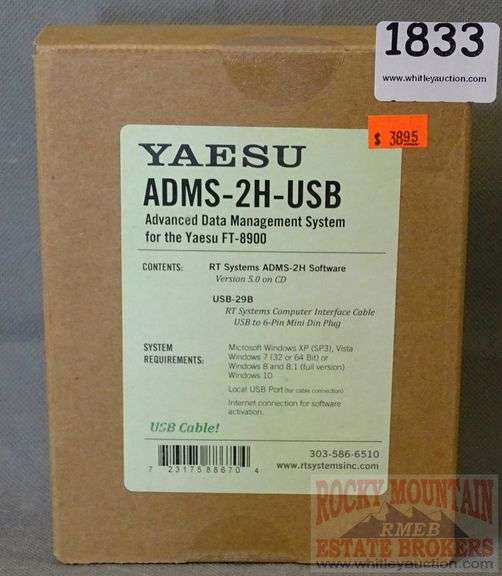 1833
www.whitleyauction.com
$ 3895
YAESU
ADMS-2H-USB
Advanced Data Management System
for the Yaesu FT-8900
CONTENTS: RT Systems ADMS-2H Software
Version 5.0 on CD
USB-29B
RT Systems Computer Interface Cable
USB to 6-Pin Mini Din Plug
SYSTEM Microsoft Windows XP (SP3), Vista
REQUIREMENTS: Windows 7 (32 or 64 Bit) or
Windows 8 and 8.1 (full version)
Windows 10
Local USB Port (for cable connection)
Internet connection for software
activation.
USB Cable!
303-586-6510
www.rtsystemsinc.com
7 23175 88670 4
ROCKY MOUNTAIN
RMEB
ESTATE BROKERS
www.whitleyauction.com